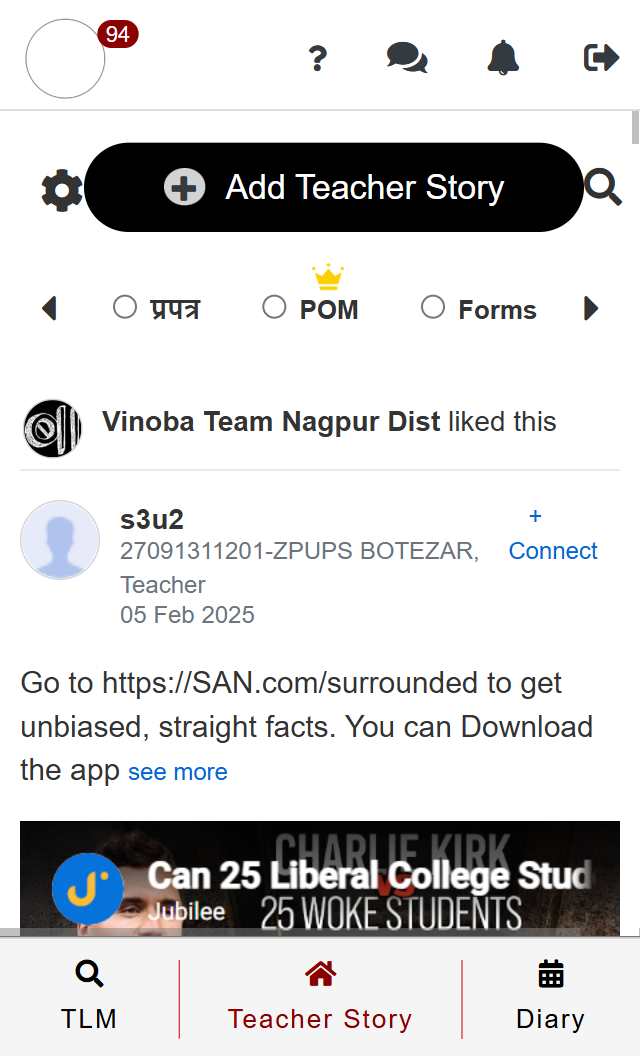 94
?
Add Teacher Story
प्रपत्र POM Forms
Vinoba Team Nagpur Dist liked this
s3u2
+ Connect
27091311201-ZPUPS BOTEZAR,
Teacher
05 Feb 2025
Go to https://SAN.com/surrounded to get
unbiased, straight facts. You can Download
the app see more
CHARLIE KIRK
Can 25 Liberal College Stud
VS
Jubilee
25 WOKE STUDENTS
TLM Teacher Story Diary